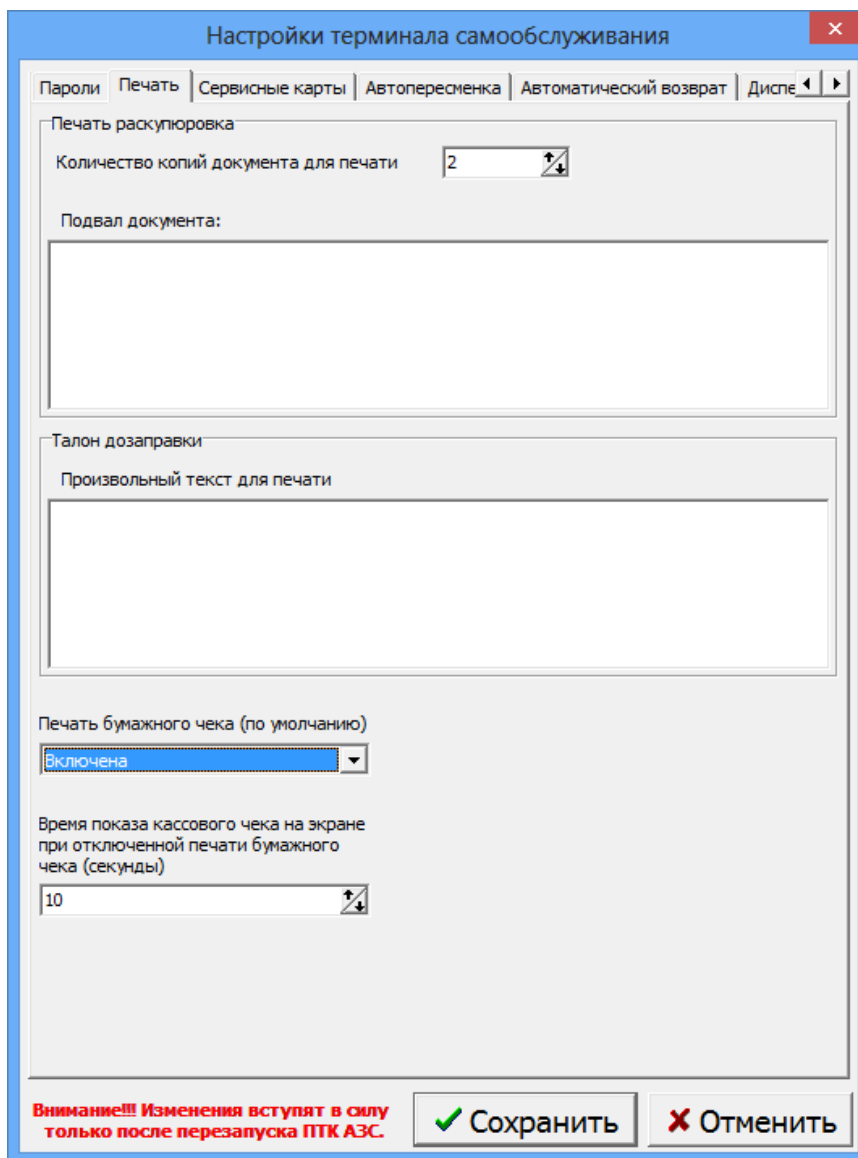 Настройки терминала самообслуживания
Пароли Печать Сервисные карты Автопересменка Автоматический возврат Диспе
Печать раскупюровка
Количество копий документа для печати 2
Подвал документа:
Талон дозаправки
Произвольный текст для печати
Печать бумажного чека (по умолчанию)
Включена
Время показа кассового чека на экране
при отключенной печати бумажного
чека (секунды)
10
Внимание!!! Изменения вступят в силу
только после перезапуска ПТК АЗС.
Сохранить Отменить